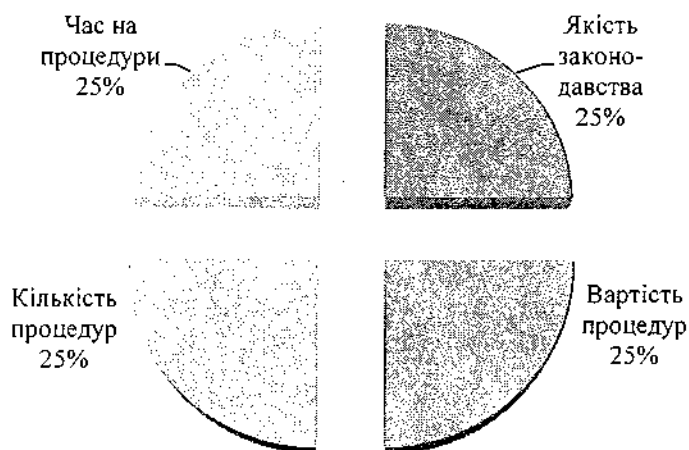 Час на
процедури
25%
Якість
законо-
давства
25%
Кількість
процедур
25%
Вартість
процедур
25%